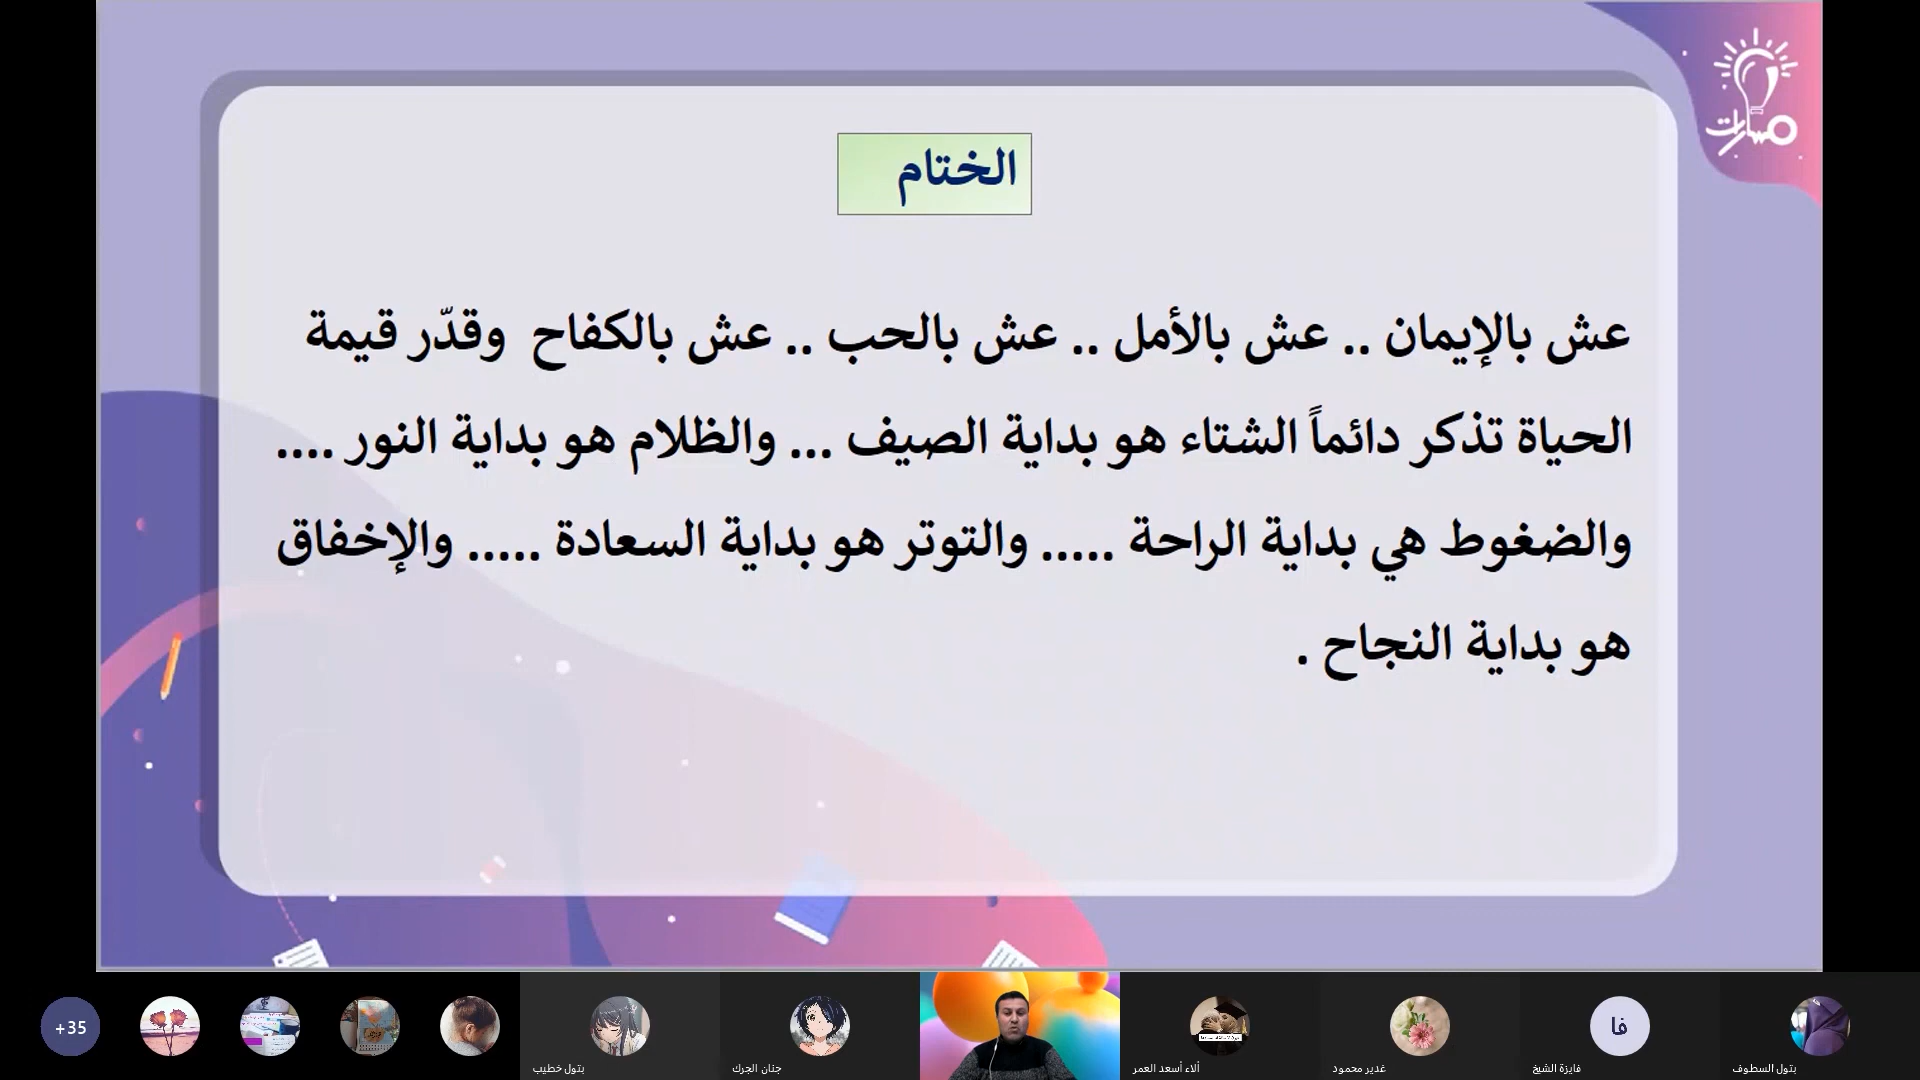 مسارات
الختام
عش بالإيمان .. عش بالأمل .. عش بالحب .. عش بالكفاح وقدّر قيمة
الحياة تذكر دائماً الشتاء هو بداية الصيف ... والظلام هو بداية النور ....
والضغوط هي بداية الراحة ..... والتوتر هو بداية السعادة ..... والإخفاق
هو بداية النجاح .
+35
بتول خطيب
جنان الجرك
ألاء أسعد العمر
غدير محمود
فا
فايزة الشيخ
بتول السطوف